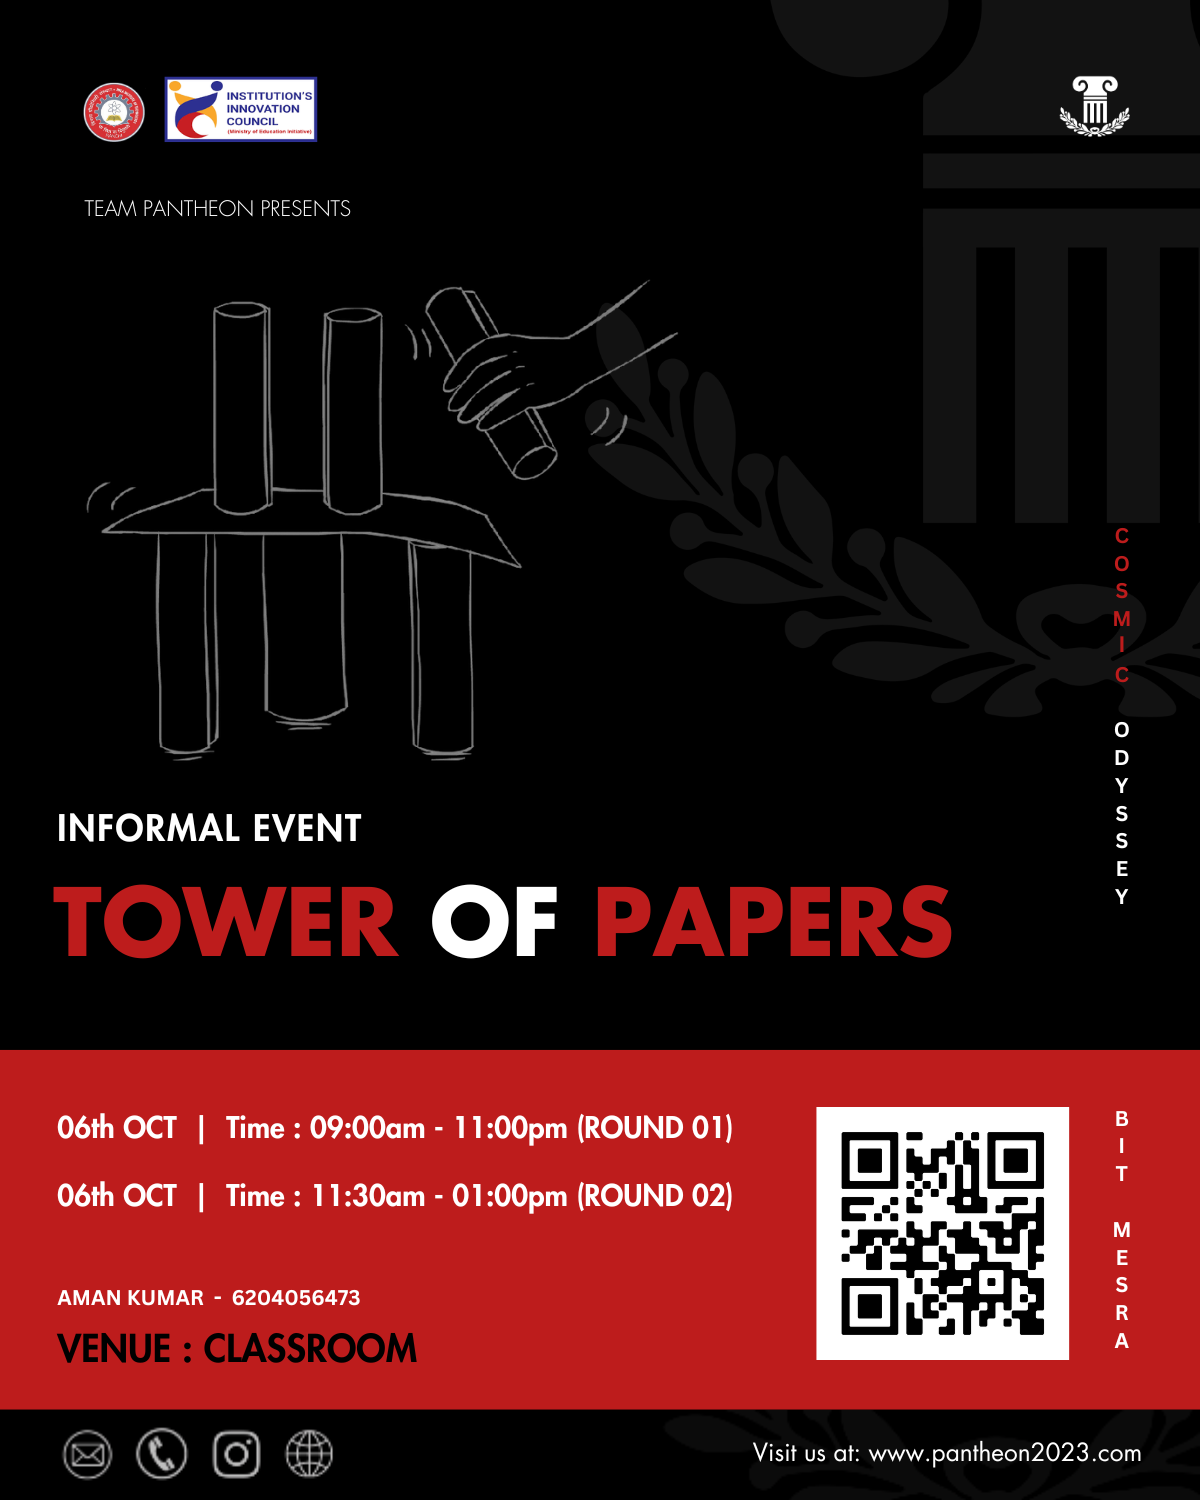 INSTITUTION'S
INNOVATION
COUNCIL
(Ministry of Education Initiative)
TEAM PANTHEON PRESENTS
COSMIC ODYSSEY
INFORMAL EVENT
TOWER OF PAPERS
06th OCT | Time : 09:00am - 11:00pm (ROUND 01)
06th OCT | Time : 11:30am - 01:00pm (ROUND 02)
AMAN KUMAR - 6204056473
VENUE : CLASSROOM
BIT MESRA
Visit us at: www.pantheon2023.com